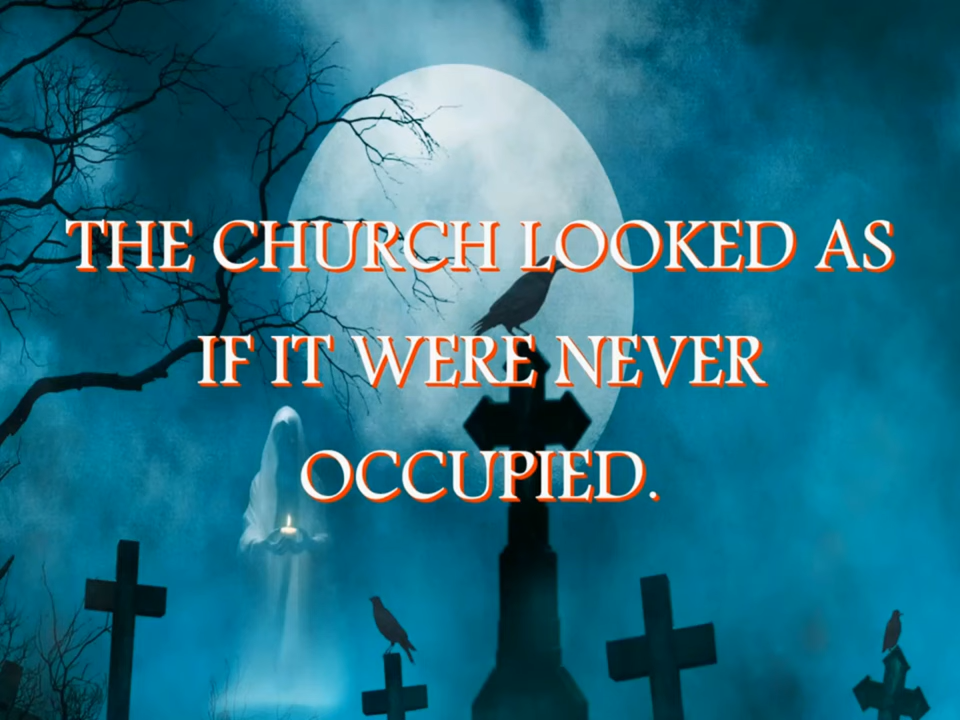 THE CHURCH LOOKED AS
IF IT WERE NEVER
OCCUPIED.